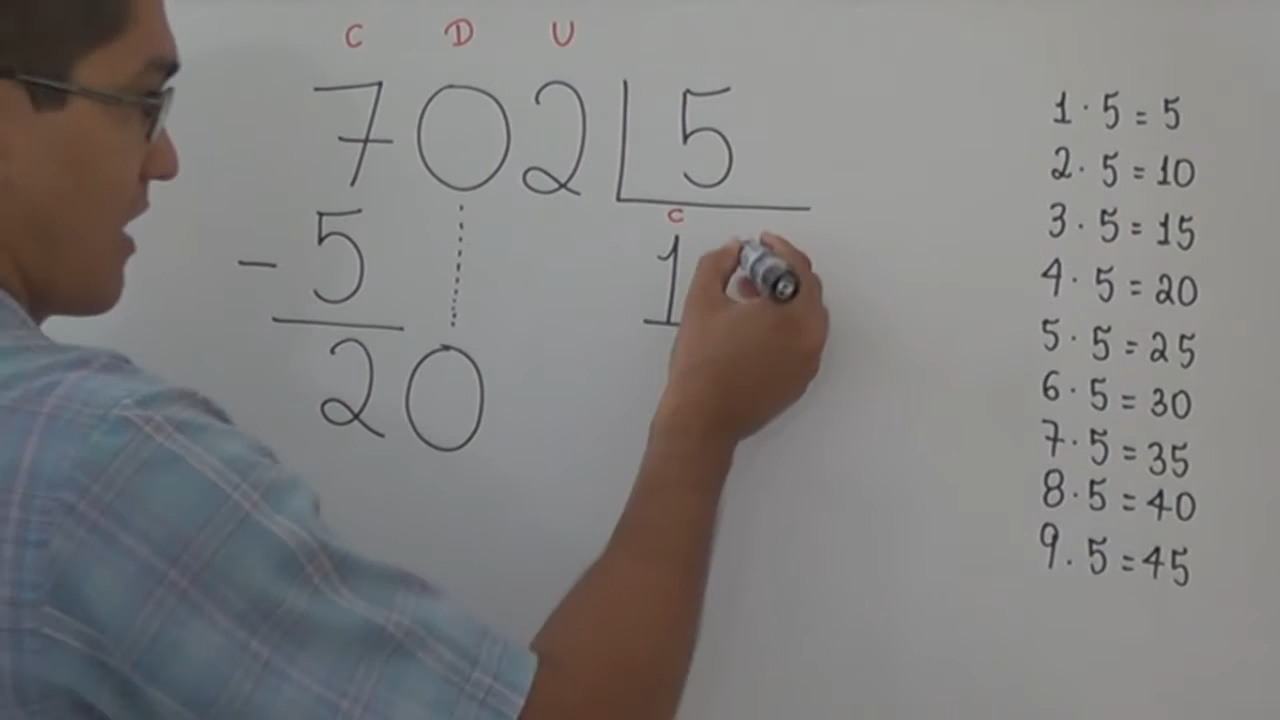 C D U
702 5
C
- 5 1
20
1 · 5 = 5
2 · 5 = 10
3 · 5 = 15
4 · 5 = 20
5 · 5 = 25
6 · 5 = 30
7 · 5 = 35
8 · 5 = 40
9 · 5 = 45